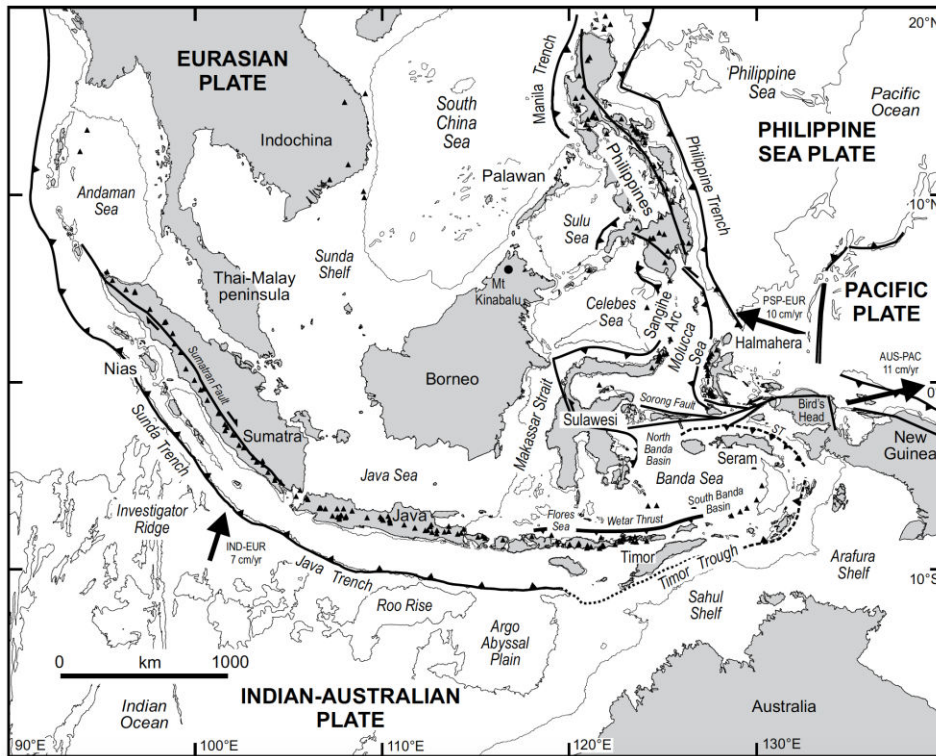 20°N
EURASIAN
PLATE
Manila Trench
Philippine
Sea
Pacific
Ocean
South
China
Sea
Indochina
PHILIPPINE
SEA PLATE
Philippine Trench
Palawan
Philippines
10°N
Andaman
Sea
Sulu
Sea
Sunda
Shelf
Thai-Malay
peninsula
Mt
Kinabalu
PACIFIC
PLATE
PSP-EUR
10 cm/yr
Celebes
Sea
Sangihe
Arc
Molucca
Sea
Halmahera
AUS-PAC
11 cm/yr
0°
Nias
Sumatran Fault
Borneo
Makassar Strait
Sorong Fault
Bird's
Head
Sulawesi
New
Guinea
Sunda Trench
Sumatra
North
Banda
Basin
ST
Seram
Java Sea
Banda Sea
Investigator
Ridge
Java
Flores
Sea
Wetar Thrust
South Banda
Basin
IND-EUR
7 cm/yr
Java Trench
Timor
Timor Trough
Arafura
Shelf
10°S
Roo Rise
Sahul
Shelf
Argo
Abyssal
Plain
0 km 1000
INDIAN-AUSTRALIAN
PLATE
Indian
Ocean
Australia
90°E 100°E 110°E 120°E 130°E